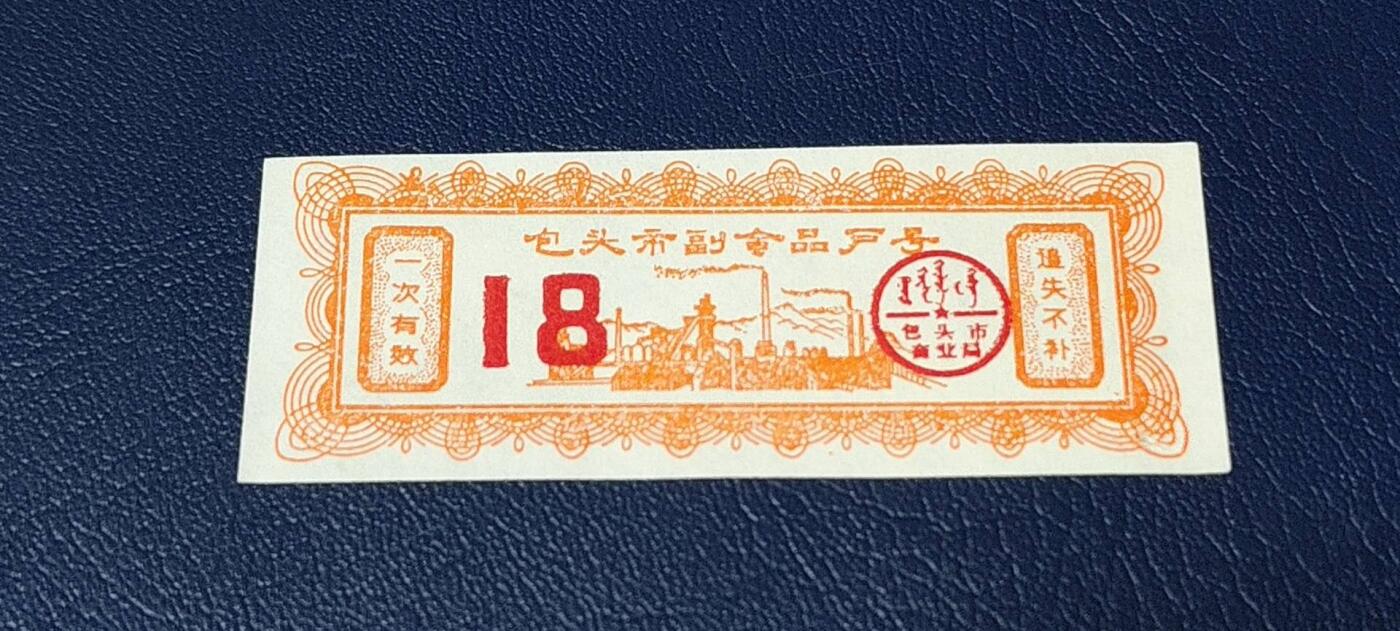 包头市副食品户号
一次有效
18
包头市
商业局
遗失不补